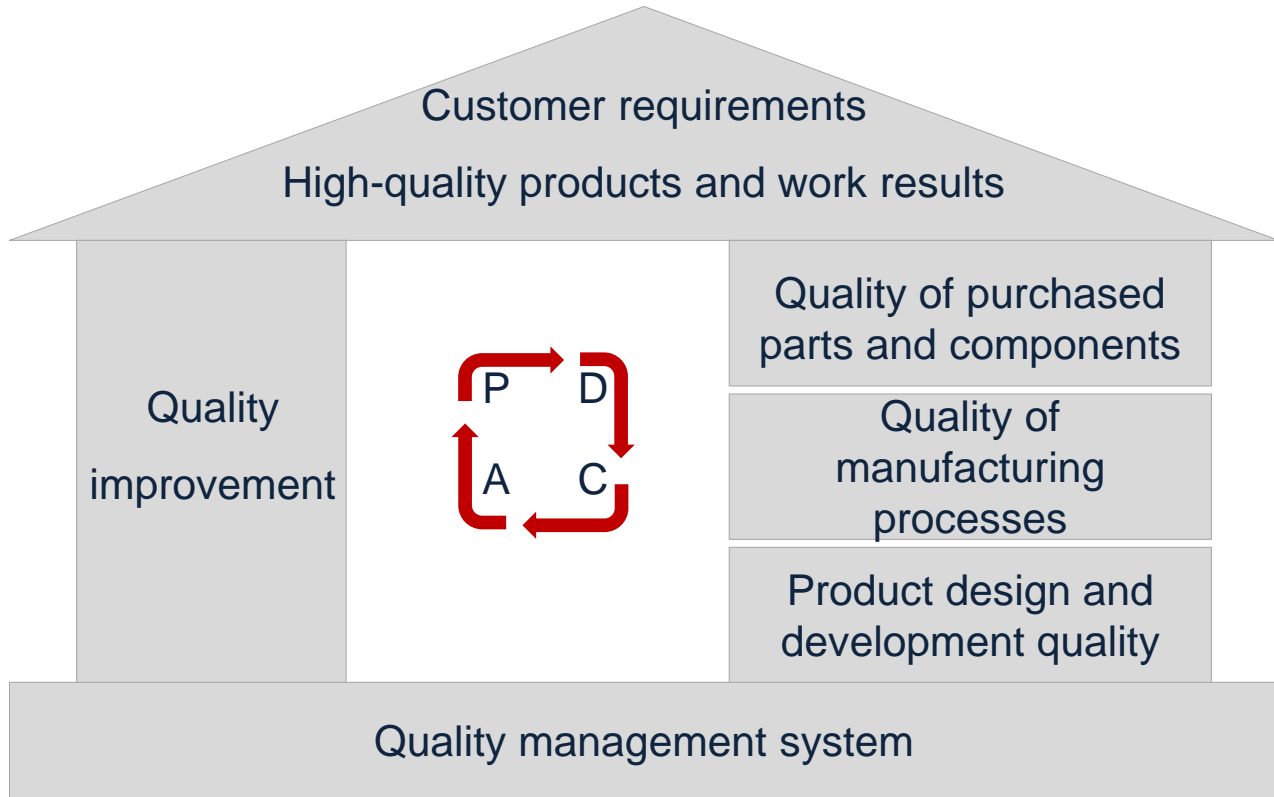 Customer requirements
High-quality products and work results
Quality
improvement
P D
A C
Quality of purchased
parts and components
Quality of
manufacturing
processes
Product design and
development quality
Quality management system